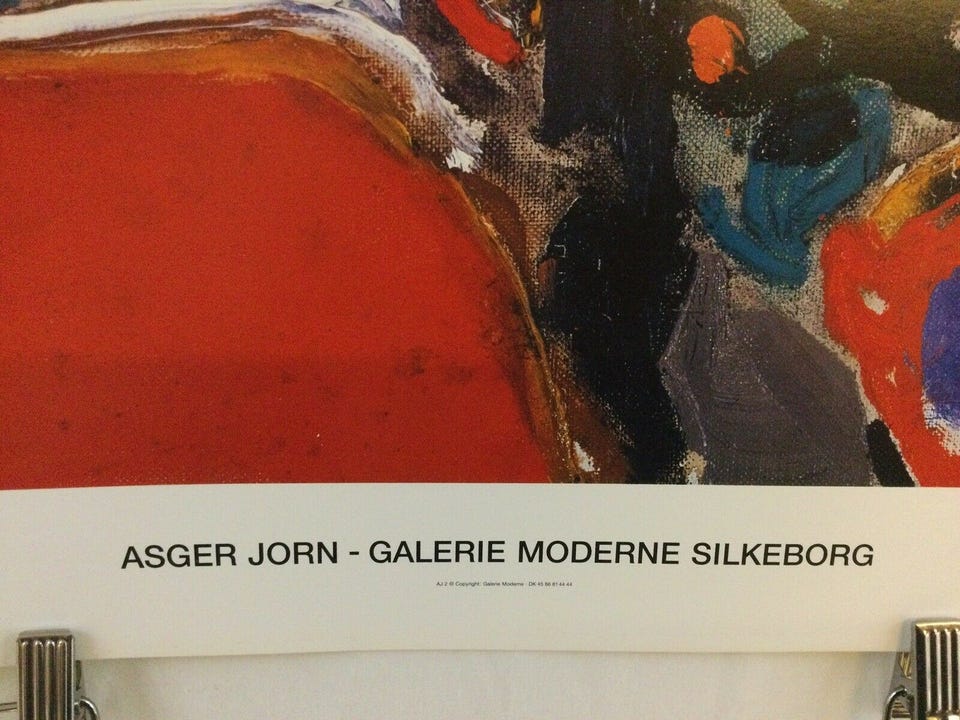 ASGER JORN - GALERIE MODERNE SILKEBORG
AJ 2 © Copyright: Galerie Moderne - DK 45 86 81 44 44